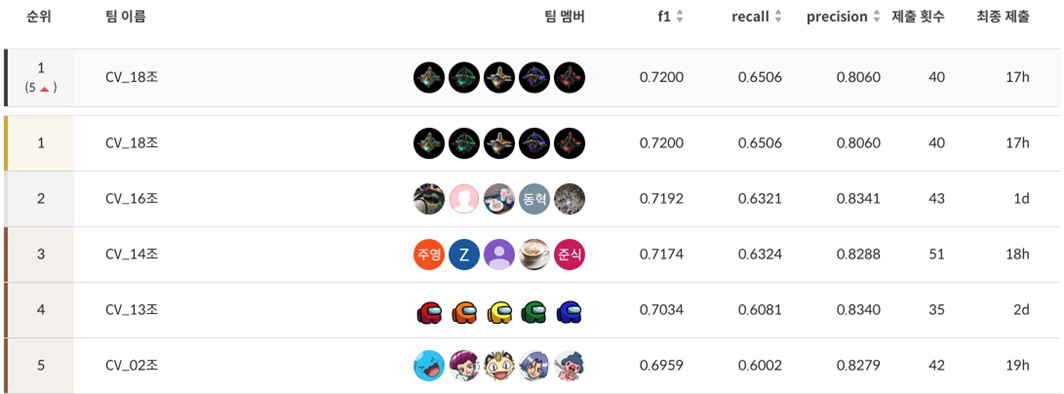 순위 팀 이름 팀 멤버 f1 recall precision 제출 횟수 최종 제출
1 CV_18조 0.7200 0.6506 0.8060 40 17h
(5 ▲ )
1 CV_18조 0.7200 0.6506 0.8060 40 17h
2 CV_16조 동혁 0.7192 0.6321 0.8341 43 1d
3 CV_14조 주영 Z 준식 0.7174 0.6324 0.8288 51 18h
4 CV_13조 0.7034 0.6081 0.8340 35 2d
5 CV_02조 0.6959 0.6002 0.8279 42 19h